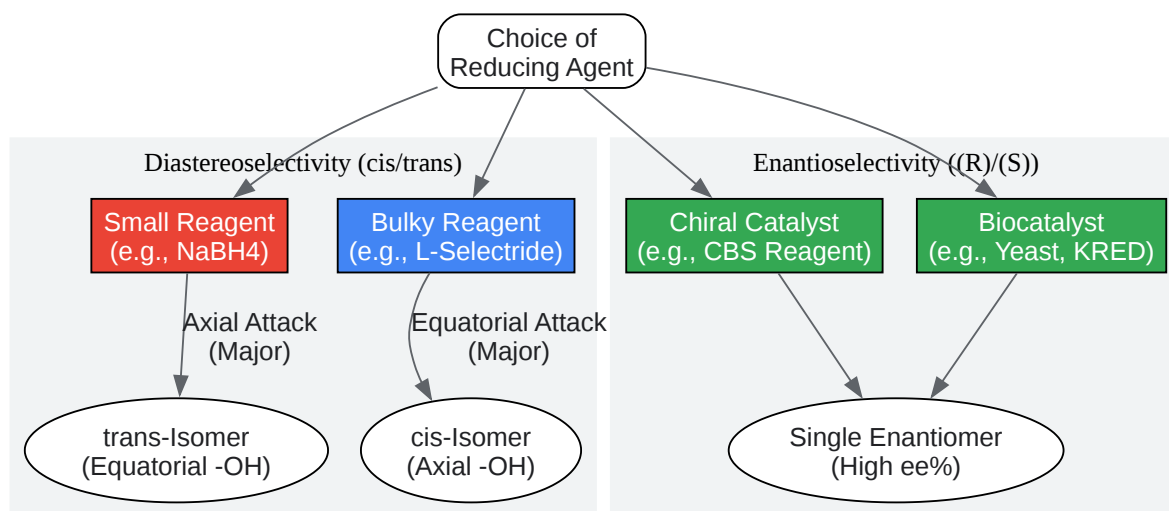 Choice of
Reducing Agent
Diastereoselectivity (cis/trans)
Enantioselectivity ((R)/(S))
Small Reagent
(e.g., NaBH4)
Bulky Reagent
(e.g., L-Selectride)
Chiral Catalyst
(e.g., CBS Reagent)
Biocatalyst
(e.g., Yeast, KRED)
Axial Attack
(Major)
Equatorial Attack
(Major)
trans-Isomer
(Equatorial -OH)
cis-Isomer
(Axial -OH)
Single Enantiomer
(High ee%)